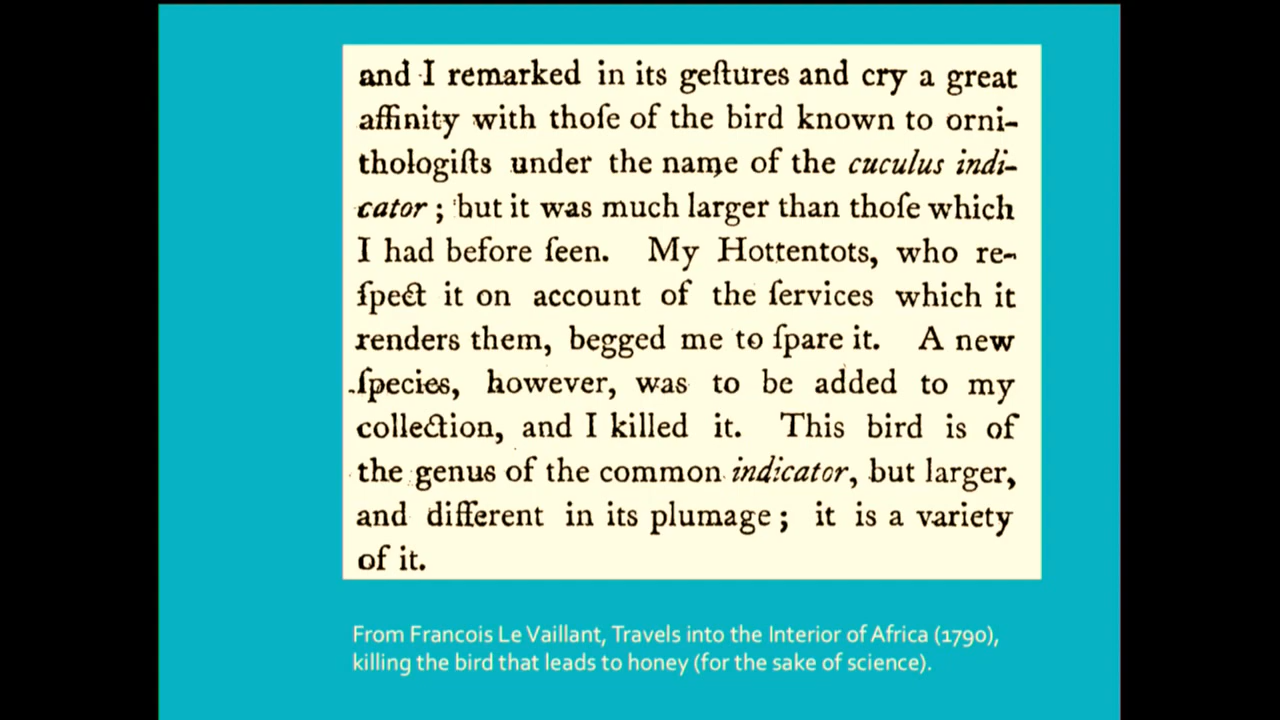 and I remarked in its geſtures and cry a great
affinity with thoſe of the bird known to orni-
thologiſts under the name of the cuculus indi-
cator; but it was much larger than thoſe which
I had before ſeen. My Hottentots, who re-
ſpect it on account of the ſervices which it
renders them, begged me to ſpare it. A new
ſpecies, however, was to be added to my
collection, and I killed it. This bird is of
the genus of the common indicator, but larger,
and different in its plumage; it is a variety
of it.
From Francois Le Vaillant, Travels into the Interior of Africa (1790),
killing the bird that leads to honey (for the sake of science).